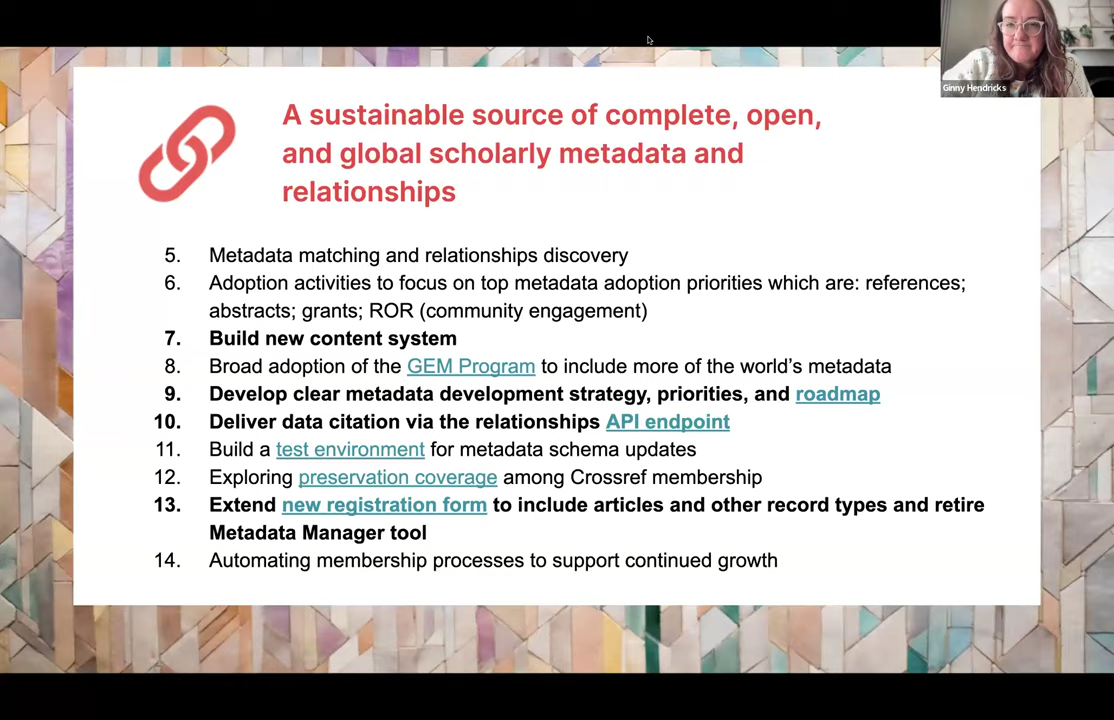 Ginny Hendricks
A sustainable source of complete, open,
and global scholarly metadata and
relationships
5. Metadata matching and relationships discovery
6. Adoption activities to focus on top metadata adoption priorities which are: references;
abstracts; grants; ROR (community engagement)
7. Build new content system
8. Broad adoption of the GEM Program to include more of the world’s metadata
9. Develop clear metadata development strategy, priorities, and roadmap
10. Deliver data citation via the relationships API endpoint
11. Build a test environment for metadata schema updates
12. Exploring preservation coverage among Crossref membership
13. Extend new registration form to include articles and other record types and retire
Metadata Manager tool
14. Automating membership processes to support continued growth